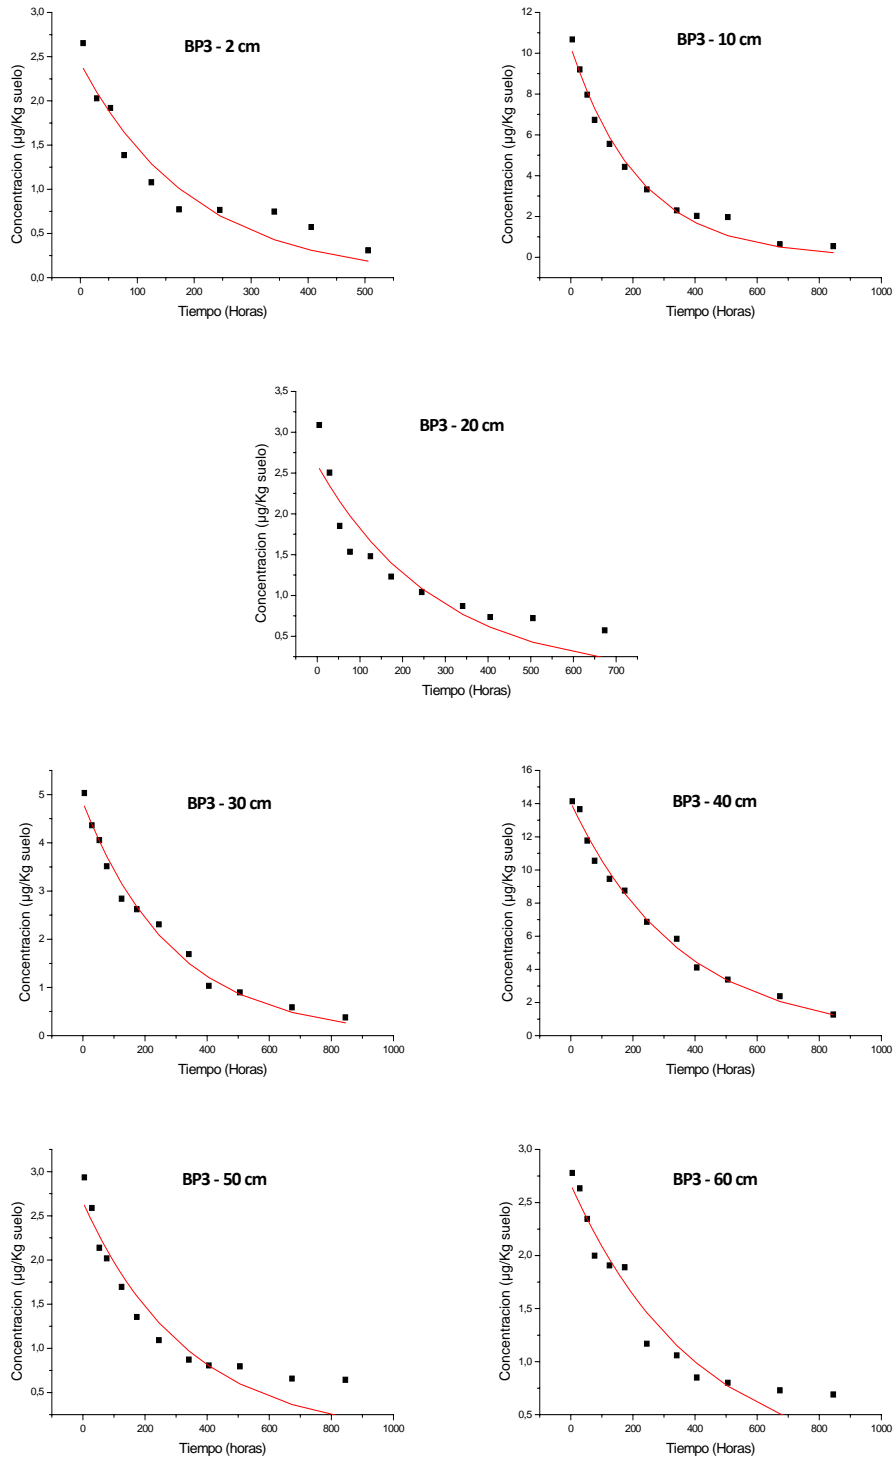 BP3 - 2 cm
Concentracion (µg/Kg suelo)
3,0
2,5
2,0
1,5
1,0
0,5
0,0
0 100 200 300 400 500
Tiempo (Horas)
BP3 - 10 cm
Concentracion (µg/Kg suelo)
12
10
8
6
4
2
0
0 200 400 600 800 1000
Tiempo (Horas)
BP3 - 20 cm
Concentracion (µg/Kg suelo)
3,5
3,0
2,5
2,0
1,5
1,0
0,5
0 100 200 300 400 500 600 700
Tiempo (Horas)
BP3 - 30 cm
Concentracion (µg/Kg suelo)
5
4
3
2
1
0
0 200 400 600 800 1000
Tiempo (Horas)
BP3 - 40 cm
Concentracion (µg/Kg suelo)
16
14
12
10
8
6
4
2
0
0 200 400 600 800 1000
Tiempo (Horas)
BP3 - 50 cm
Concentracion (µg/Kg suelo)
3,0
2,5
2,0
1,5
1,0
0,5
0 200 400 600 800 1000
Tiempo (horas)
BP3 - 60 cm
Concentracion (µg/Kg suelo)
3,0
2,5
2,0
1,5
1,0
0,5
0 200 400 600 800 1000
Tiempo (Horas)